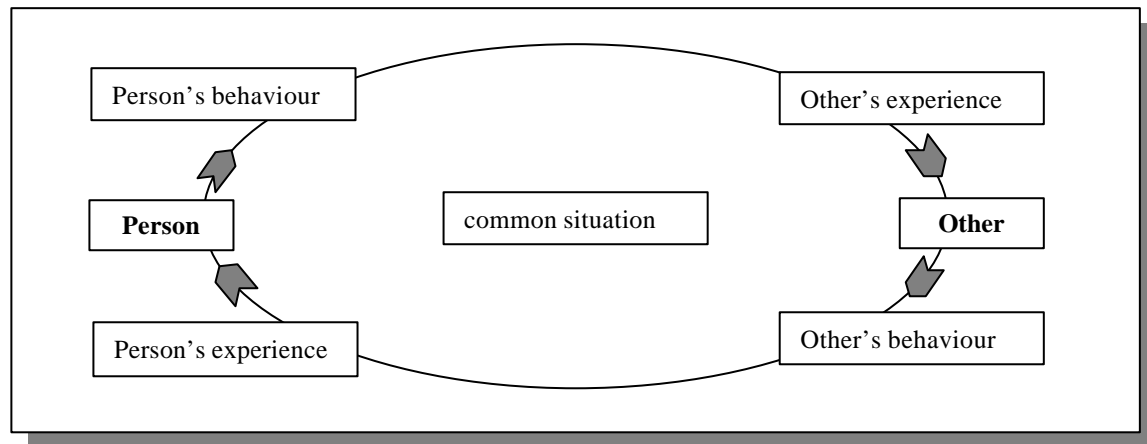 Person's behaviour
Other's experience
Person
common situation
Other
Person's experience
Other's behaviour